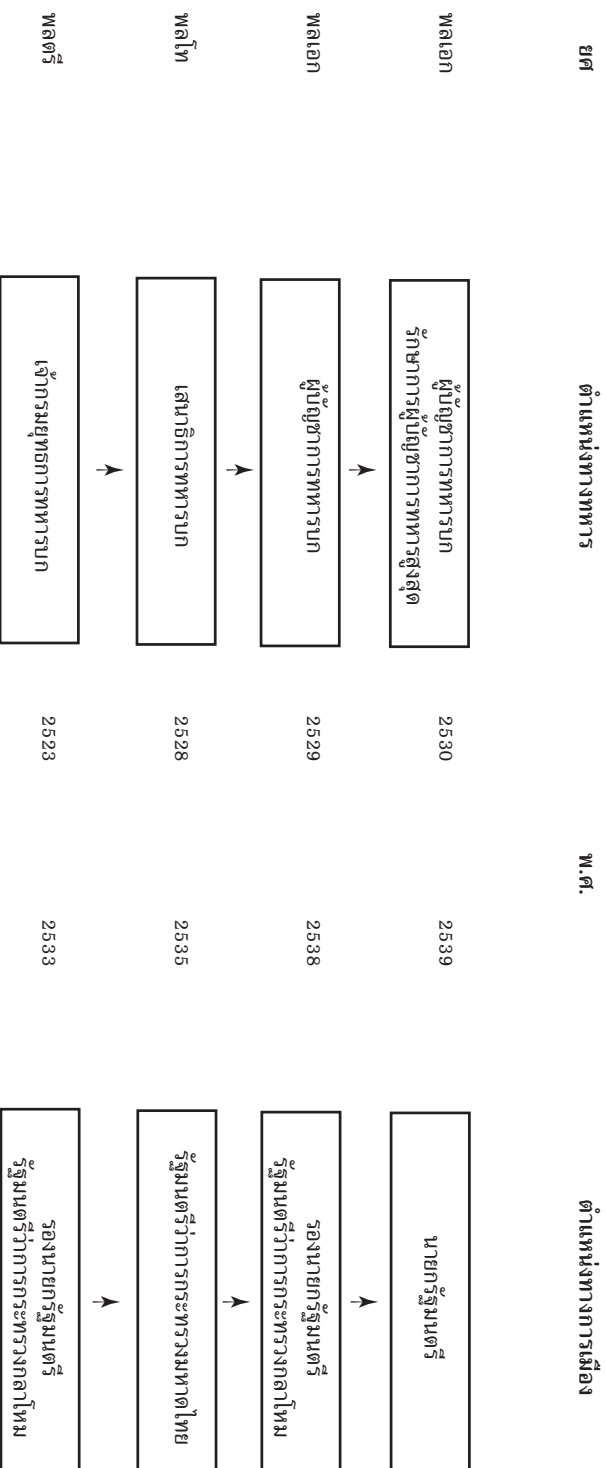 ยศ
ตำแหน่งทางทหาร
พ.ศ.
ตำแหน่งทางการเมือง
พลเอก
ผู้บัญชาการทหารบก
รักษาการผู้บัญชาการทหารสูงสุด
2530
2539
นายกรัฐมนตรี
พลเอก
ผู้บัญชาการทหารบก
2529
2538
รองนายกรัฐมนตรี
รัฐมนตรีว่าการกระทรวงกลาโหม
พลโท
เสนาธิการทหารบก
2528
2535
รัฐมนตรีว่าการกระทรวงมหาดไทย
พลตรี
เจ้ากรมยุทธการทหารบก
2523
2533
รองนายกรัฐมนตรี
รัฐมนตรีว่าการกระทรวงกลาโหม